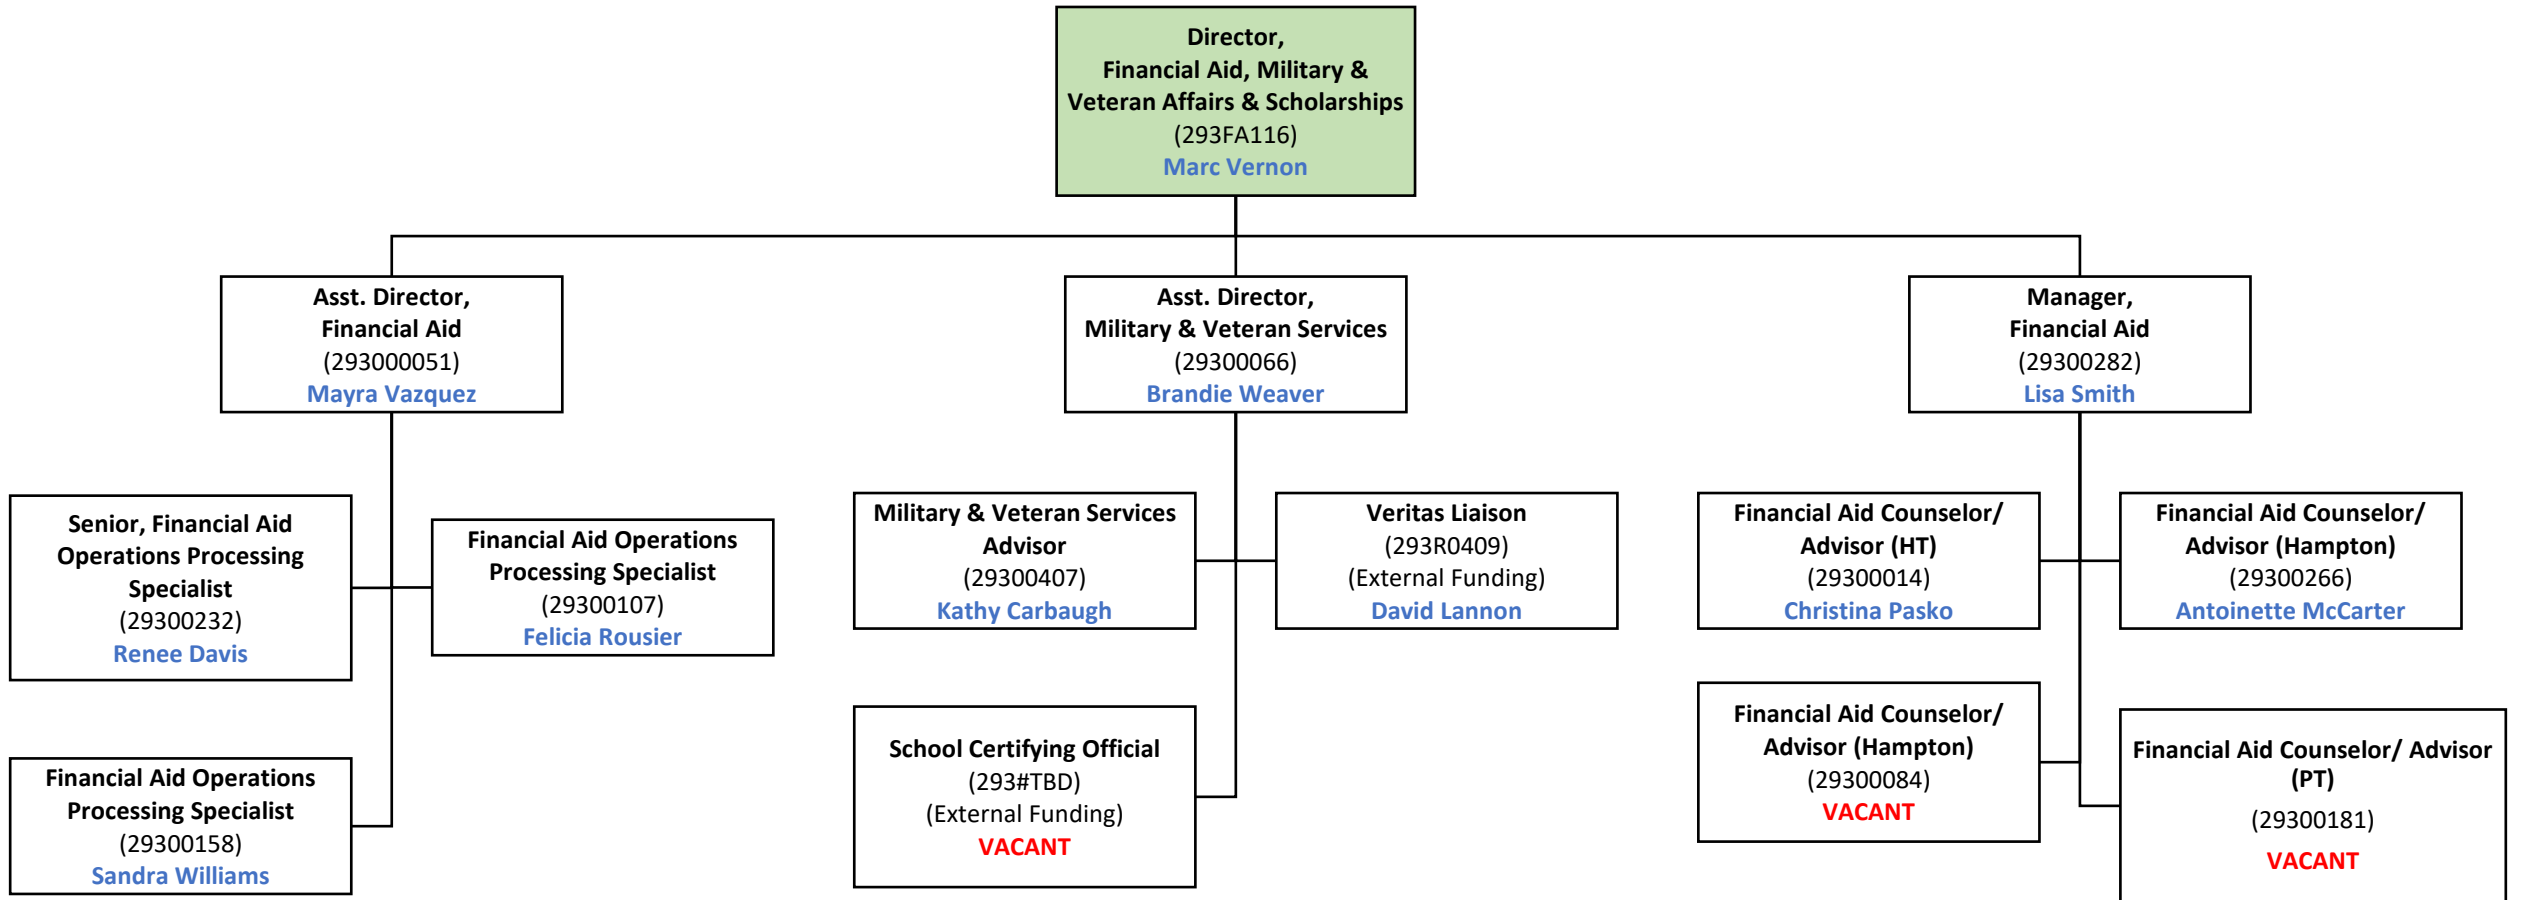 Director,
Financial Aid, Military &
Veteran Affairs & Scholarships
(293FA116)
Marc Vernon
Asst. Director,
Financial Aid
(293000051)
Mayra Vazquez
Asst. Director,
Military & Veteran Services
(29300066)
Brandie Weaver
Manager,
Financial Aid
(29300282)
Lisa Smith
Senior, Financial Aid
Operations Processing
Specialist
(29300232)
Renee Davis
Financial Aid Operations
Processing Specialist
(29300107)
Felicia Rousier
Military & Veteran Services
Advisor
(29300407)
Kathy Carbaugh
Veritas Liaison
(293R0409)
(External Funding)
David Lannon
Financial Aid Counselor/
Advisor (HT)
(29300014)
Christina Pasko
Financial Aid Counselor/
Advisor (Hampton)
(29300266)
Antoinette McCarter
Financial Aid Operations
Processing Specialist
(29300158)
Sandra Williams
School Certifying Official
(293#TBD)
(External Funding)
VACANT
Financial Aid Counselor/
Advisor (Hampton)
(29300084)
VACANT
Financial Aid Counselor/ Advisor
(PT)
(29300181)
VACANT